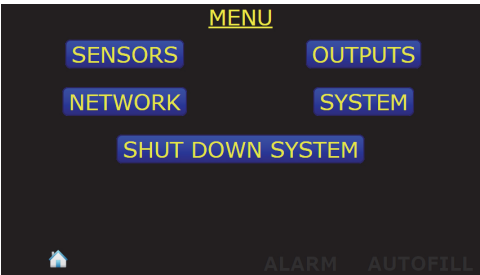 MENU
SENSORS OUTPUTS
NETWORK SYSTEM
SHUT DOWN SYSTEM
ALARM AUTOFILL